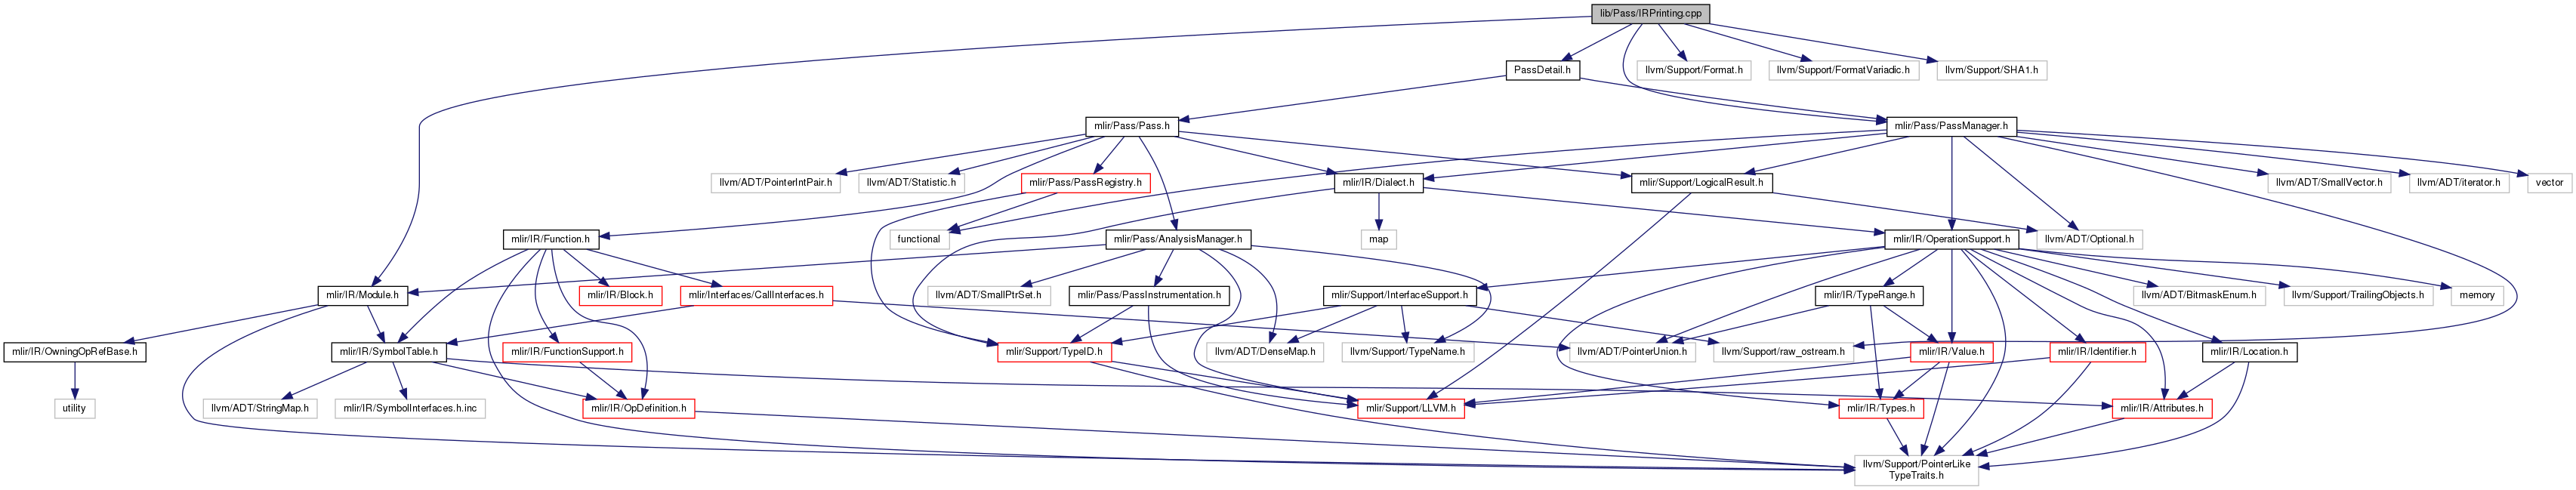 lib/Pass/IRPrinting.cpp
PassDetail.h
llvm/Support/Format.h
llvm/Support/FormatVariadic.h
llvm/Support/SHA1.h
mlir/Pass/Pass.h
mlir/Pass/PassManager.h
llvm/ADT/PointerIntPair.h
llvm/ADT/Statistic.h
mlir/Pass/PassRegistry.h
mlir/IR/Dialect.h
mlir/Support/LogicalResult.h
llvm/ADT/SmallVector.h
llvm/ADT/iterator.h
vector
mlir/IR/Function.h
functional
mlir/Pass/AnalysisManager.h
map
mlir/IR/OperationSupport.h
llvm/ADT/Optional.h
mlir/IR/Module.h
mlir/IR/Block.h
mlir/Interfaces/CallInterfaces.h
llvm/ADT/SmallPtrSet.h
mlir/Pass/PassInstrumentation.h
mlir/Support/InterfaceSupport.h
mlir/IR/TypeRange.h
llvm/ADT/BitmaskEnum.h
llvm/Support/TrailingObjects.h
memory
mlir/IR/OwningOpRefBase.h
mlir/IR/SymbolTable.h
mlir/IR/FunctionSupport.h
mlir/Support/TypeID.h
llvm/ADT/DenseMap.h
llvm/Support/TypeName.h
llvm/ADT/PointerUnion.h
llvm/Support/raw_ostream.h
mlir/IR/Value.h
mlir/IR/Identifier.h
mlir/IR/Location.h
utility
llvm/ADT/StringMap.h
mlir/IR/SymbolInterfaces.h.inc
mlir/IR/OpDefinition.h
mlir/Support/LLVM.h
mlir/IR/Types.h
mlir/IR/Attributes.h
llvm/Support/PointerLike
TypeTraits.h